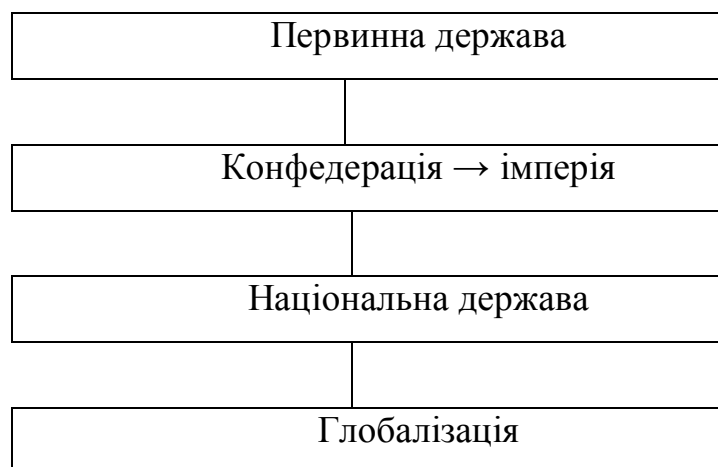 Первинна держава
Конфедерація → імперія
Національна держава
Глобалізація